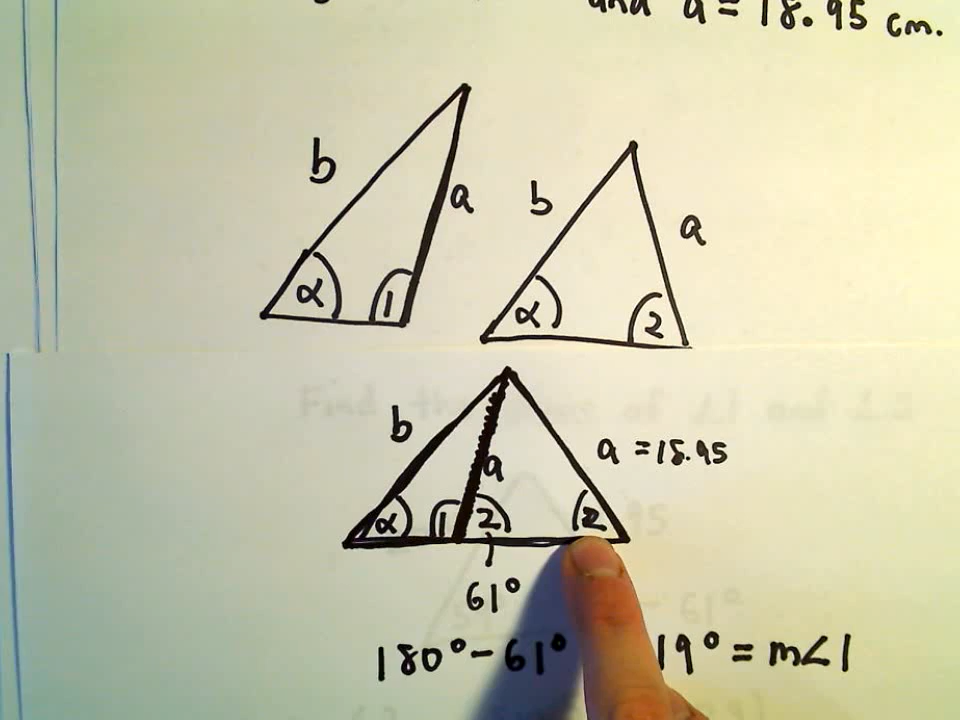 and a = 18.95 cm.
b
a
α
1
b
a
α
2
b
a
a = 18.95
α
1
2
2
61°
180° - 61° 19° = m∠1